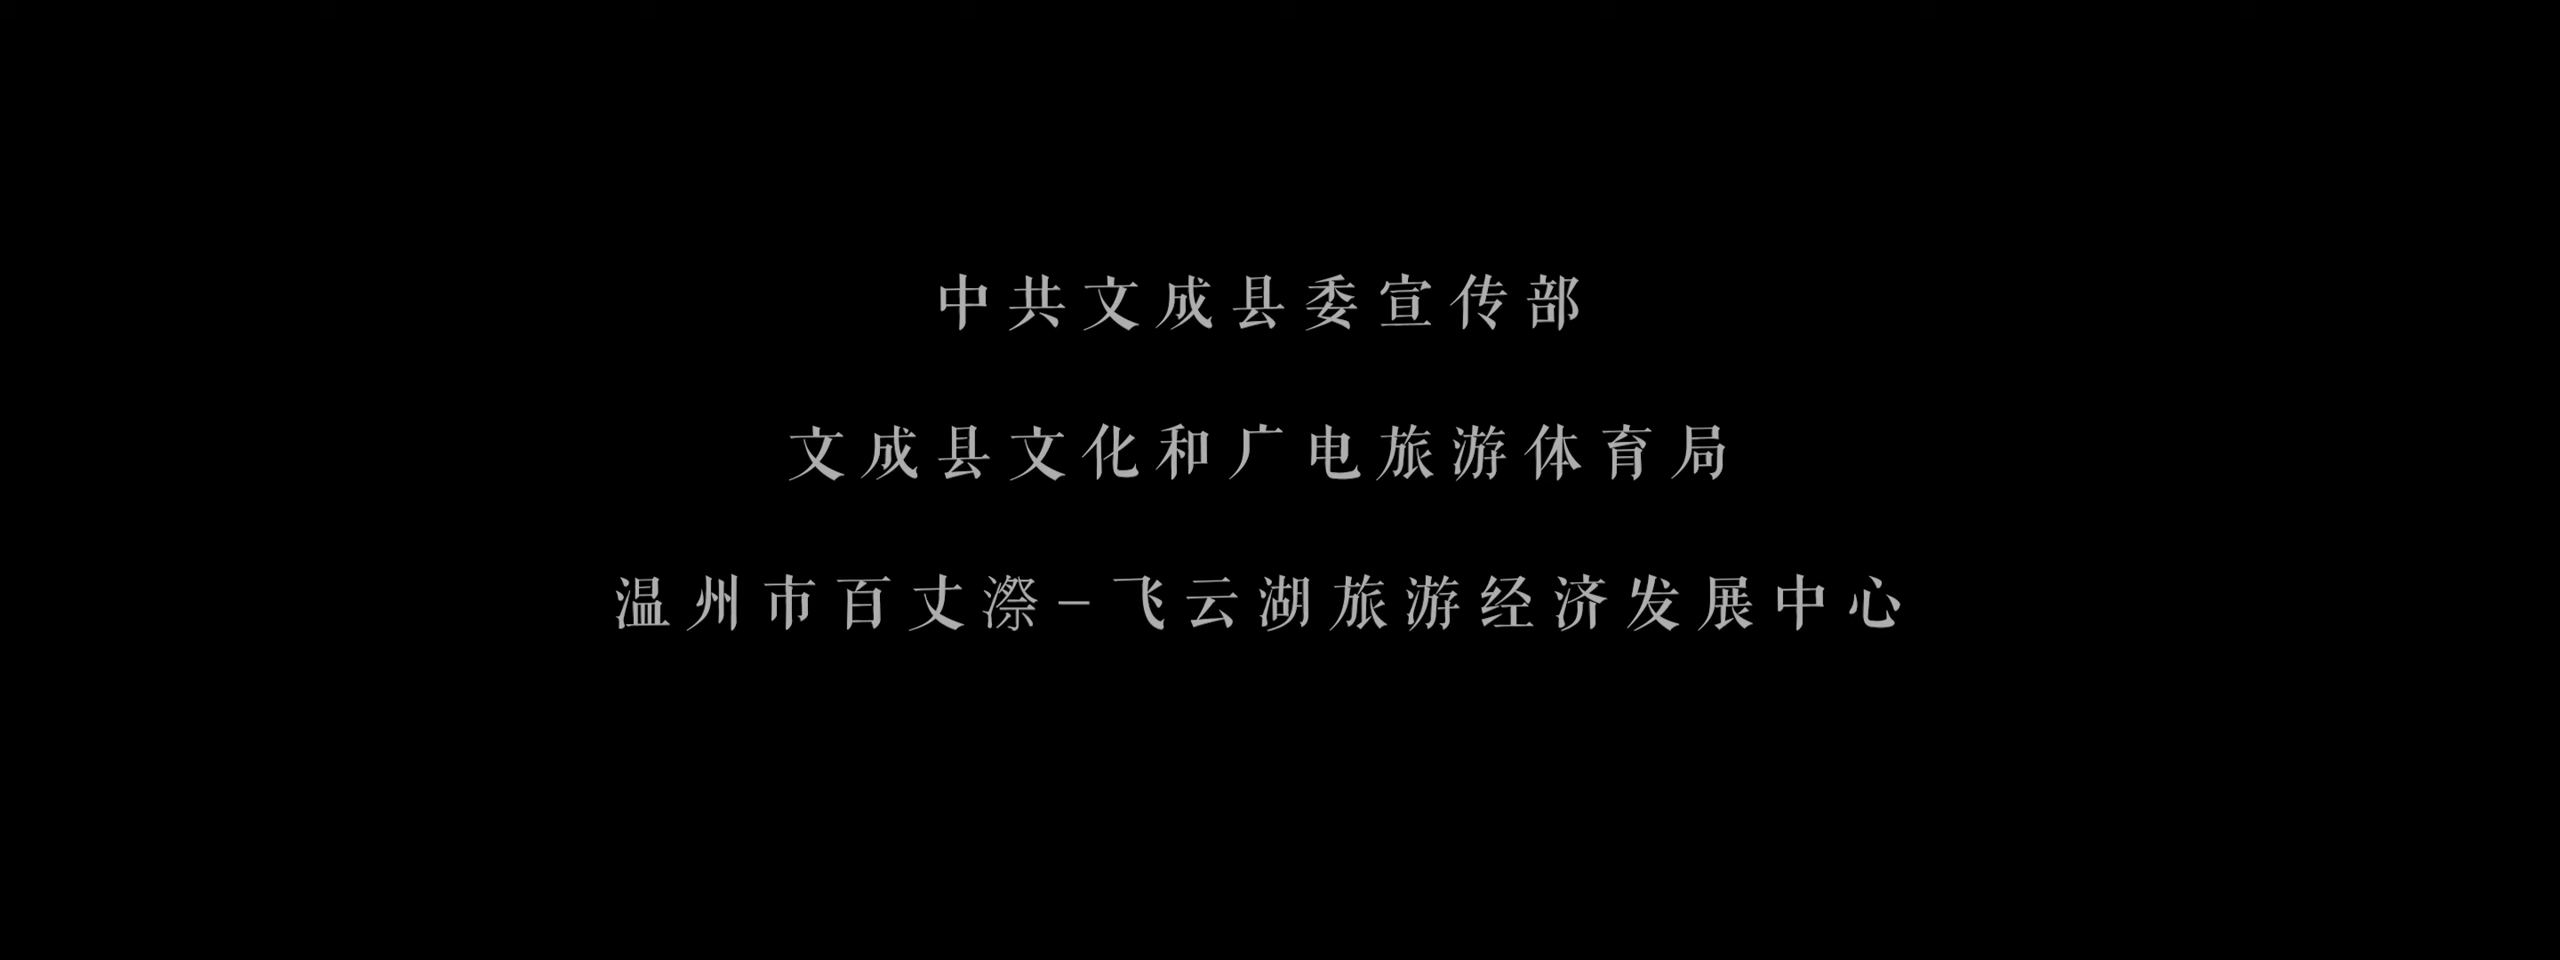 中共文成县委宣传部
文成县文化和广电旅游体育局
温州市百丈漈-飞云湖旅游经济发展中心